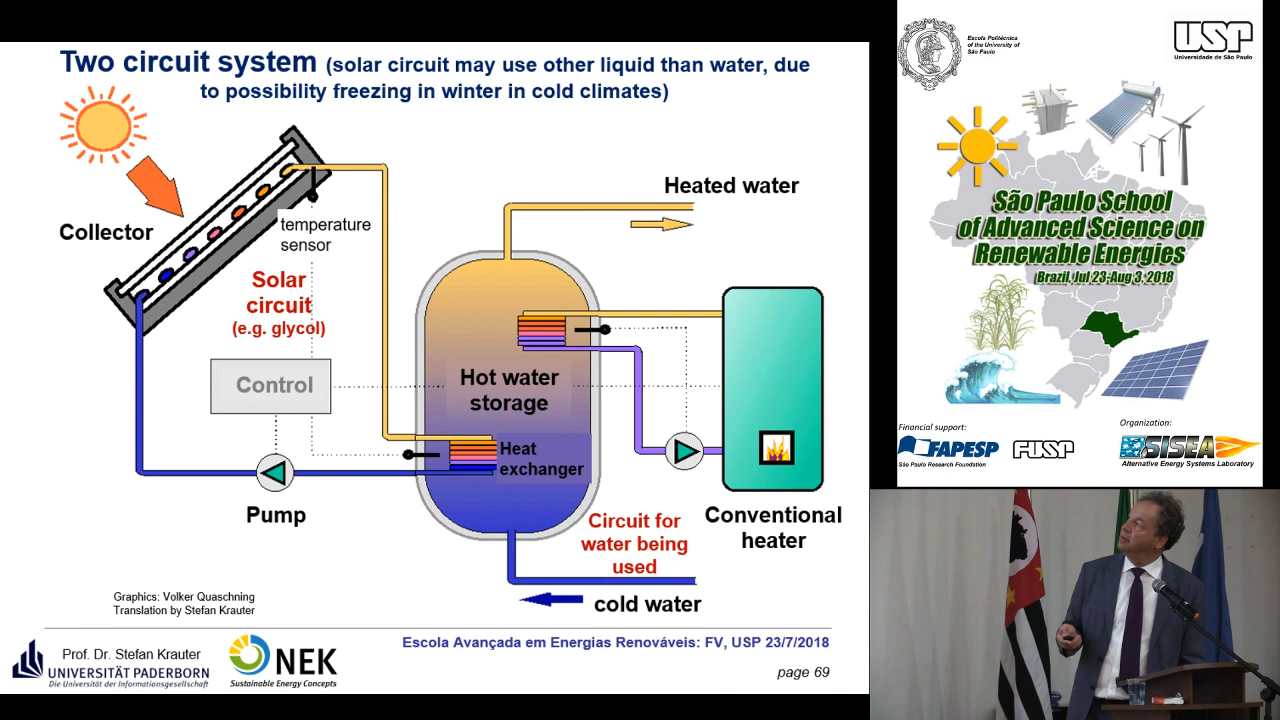 Two circuit system (solar circuit may use other liquid than water, due
to possibility freezing in winter in cold climates)
Collector
temperature
sensor
Solar
circuit
(e.g. glycol)
Control
Pump
Heated water
Hot water
storage
Heat
exchanger
Circuit for
water being
used
Conventional
heater
cold water
Graphics: Volker Quaschning
Translation by Stefan Krauter
Prof. Dr. Stefan Krauter
UNIVERSITÄT PADERBORN
Die Universität der Informationsgesellschaft
NEK
Sustainable Energy Concepts
Escola Avançada em Energias Renováveis: FV, USP 23/7/2018
page 69
Escola Politécnica
of the University of
São Paulo
USP
Universidade de São Paulo
São Paulo School
of Advanced Science on
Renewable Energies
Brazil, Jul 23-Aug 3, 2018
Financial support:
FAPESP
São Paulo Research Foundation
FUSP
Organization:
SISEA
Alternative Energy Systems Laboratory